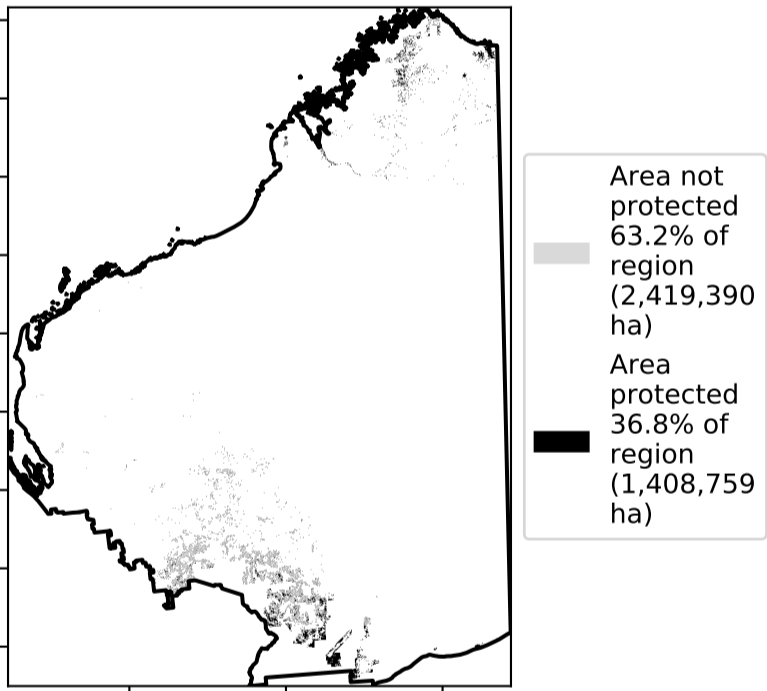 Area not
protected
63.2% of
region
(2,419,390
ha)
Area
protected
36.8% of
region
(1,408,759
ha)